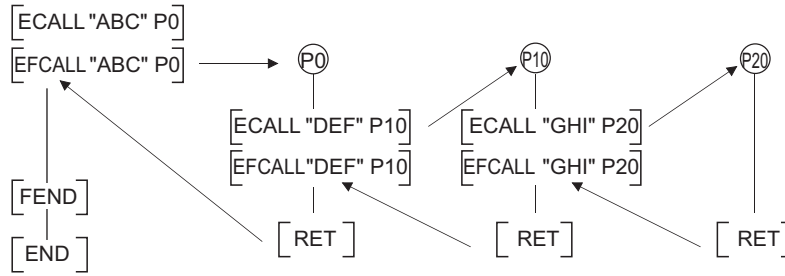 [ECALL "ABC" P0]
[EFCALL "ABC" P0]
[FEND]
[END]
P0
[ECALL "DEF" P10]
[EFCALL"DEF" P10]
[RET]
P10
[ECALL "GHI" P20]
[EFCALL "GHI" P20]
[RET]
P20
[RET]